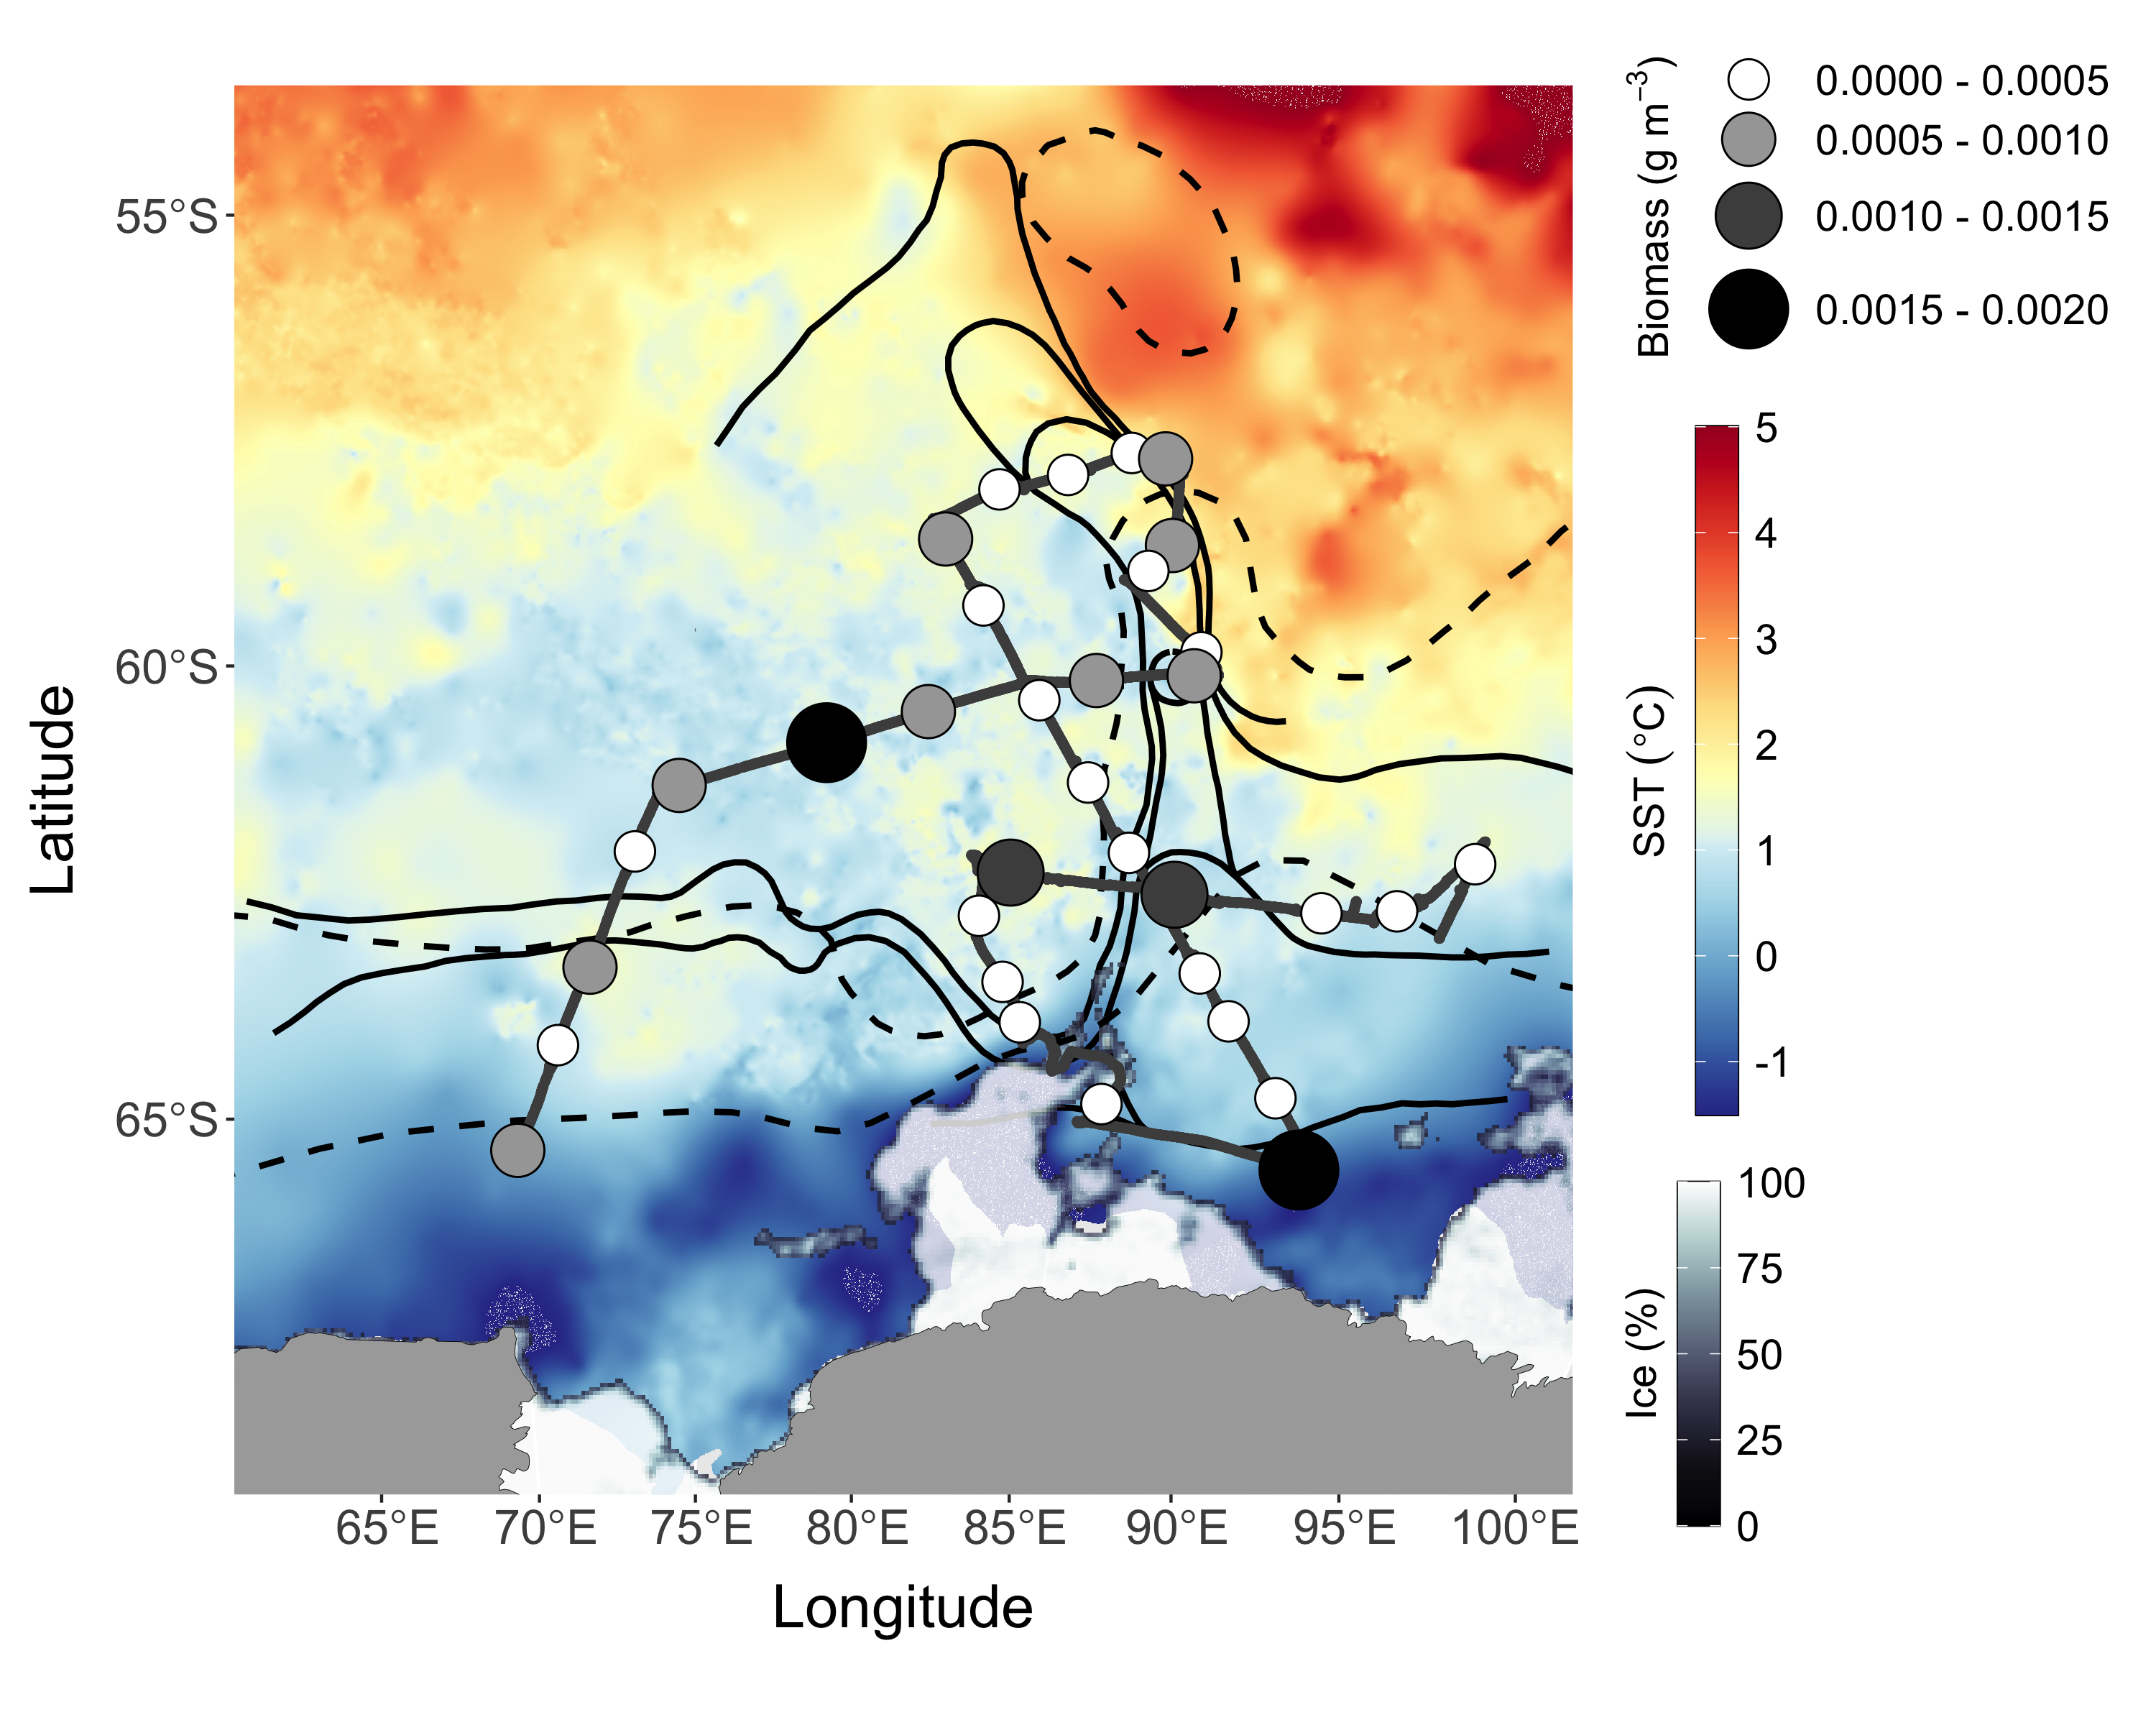 55°S
60°S
65°S
Latitude
65°E
70°E
75°E
80°E
85°E
90°E
95°E
100°E
Longitude
Biomass (g m⁻³)
0.0000 - 0.0005
0.0005 - 0.0010
0.0010 - 0.0015
0.0015 - 0.0020
SST (°C)
5
4
3
2
1
0
-1
Ice (%)
100
75
50
25
0